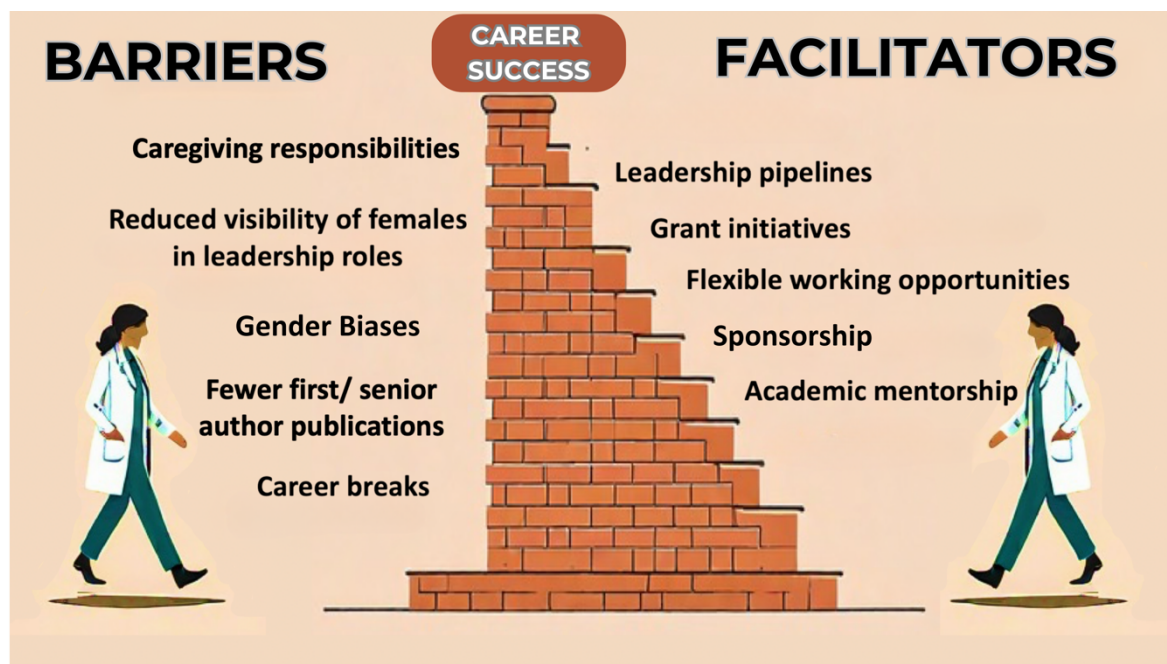 BARRIERS
CAREER
SUCCESS
FACILITATORS
Caregiving responsibilities
Reduced visibility of females
in leadership roles
Gender Biases
Fewer first/ senior
author publications
Career breaks
Leadership pipelines
Grant initiatives
Flexible working opportunities
Sponsorship
Academic mentorship